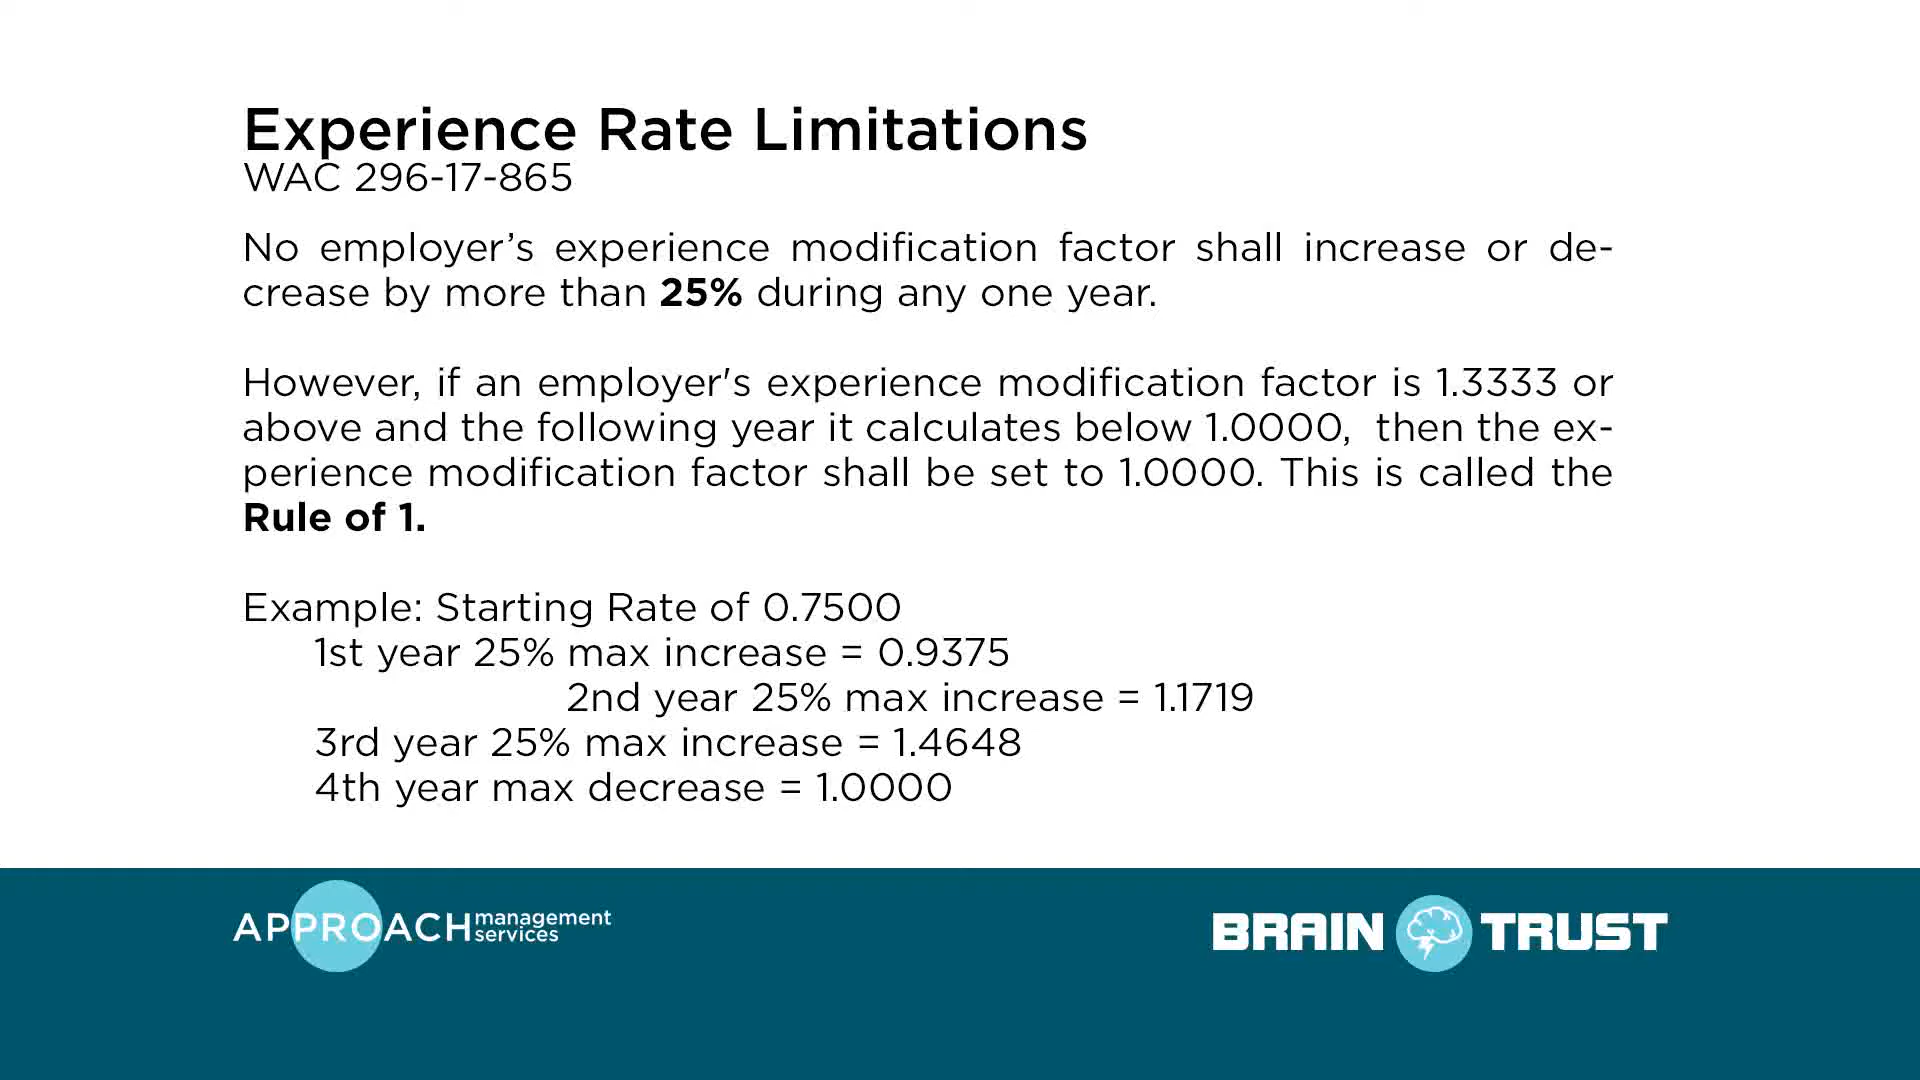 Experience Rate Limitations
WAC 296-17-865
No employer’s experience modification factor shall increase or de-
crease by more than 25% during any one year.
However, if an employer's experience modification factor is 1.3333 or
above and the following year it calculates below 1.0000,  then the ex-
perience modification factor shall be set to 1.0000. This is called the
Rule of 1.
Example: Starting Rate of 0.7500
1st year 25% max increase = 0.9375
2nd year 25% max increase = 1.1719
3rd year 25% max increase = 1.4648
4th year max decrease = 1.0000
APPROACH management services
BRAIN TRUST